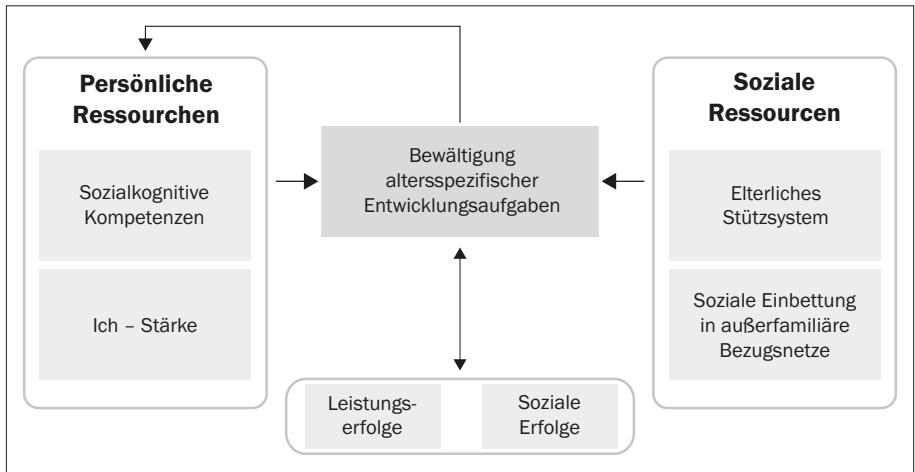 Persönliche
Ressourchen
Sozialkognitive
Kompetenzen
Ich – Stärke
Bewältigung
altersspezifischer
Entwicklungsaufgaben
Leistungs-
erfolge
Soziale
Erfolge
Soziale
Ressourcen
Elterliches
Stützsystem
Soziale Einbettung
in außerfamiliäre
Bezugsnetze